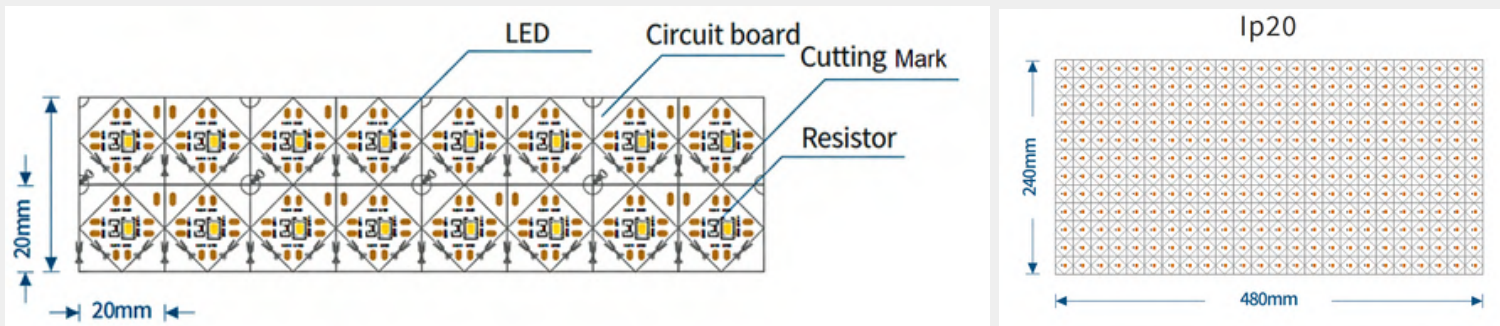 LED
Circuit board
Cutting Mark
Resistor
20mm
20mm
Ip20
240mm
480mm